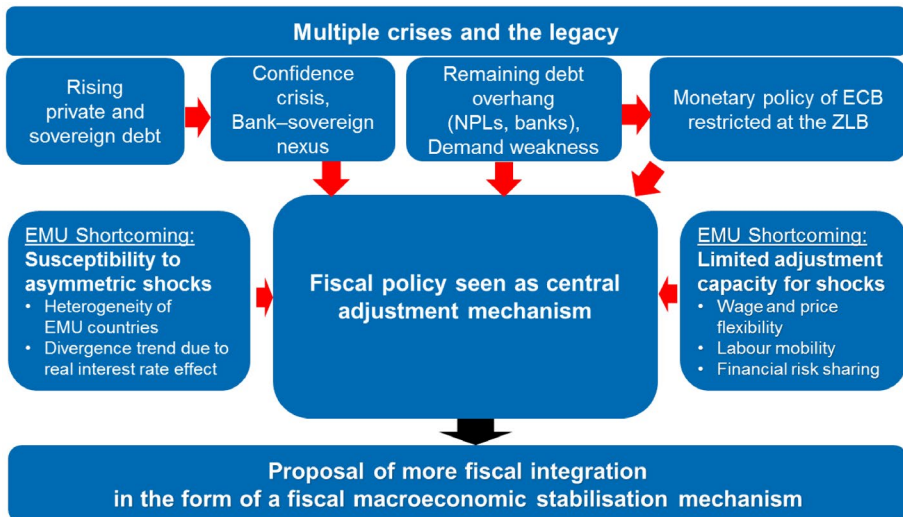 Multiple crises and the legacy
Rising
private and
sovereign debt
Confidence
crisis,
Bank–sovereign
nexus
Remaining debt
overhang
(NPLs, banks),
Demand weakness
Monetary policy of ECB
restricted at the ZLB
EMU Shortcoming:
Susceptibility to
asymmetric shocks
• Heterogeneity of
EMU countries
• Divergence trend due to
real interest rate effect
Fiscal policy seen as central
adjustment mechanism
EMU Shortcoming:
Limited adjustment
capacity for shocks
• Wage and price
flexibility
• Labour mobility
• Financial risk sharing
Proposal of more fiscal integration
in the form of a fiscal macroeconomic stabilisation mechanism